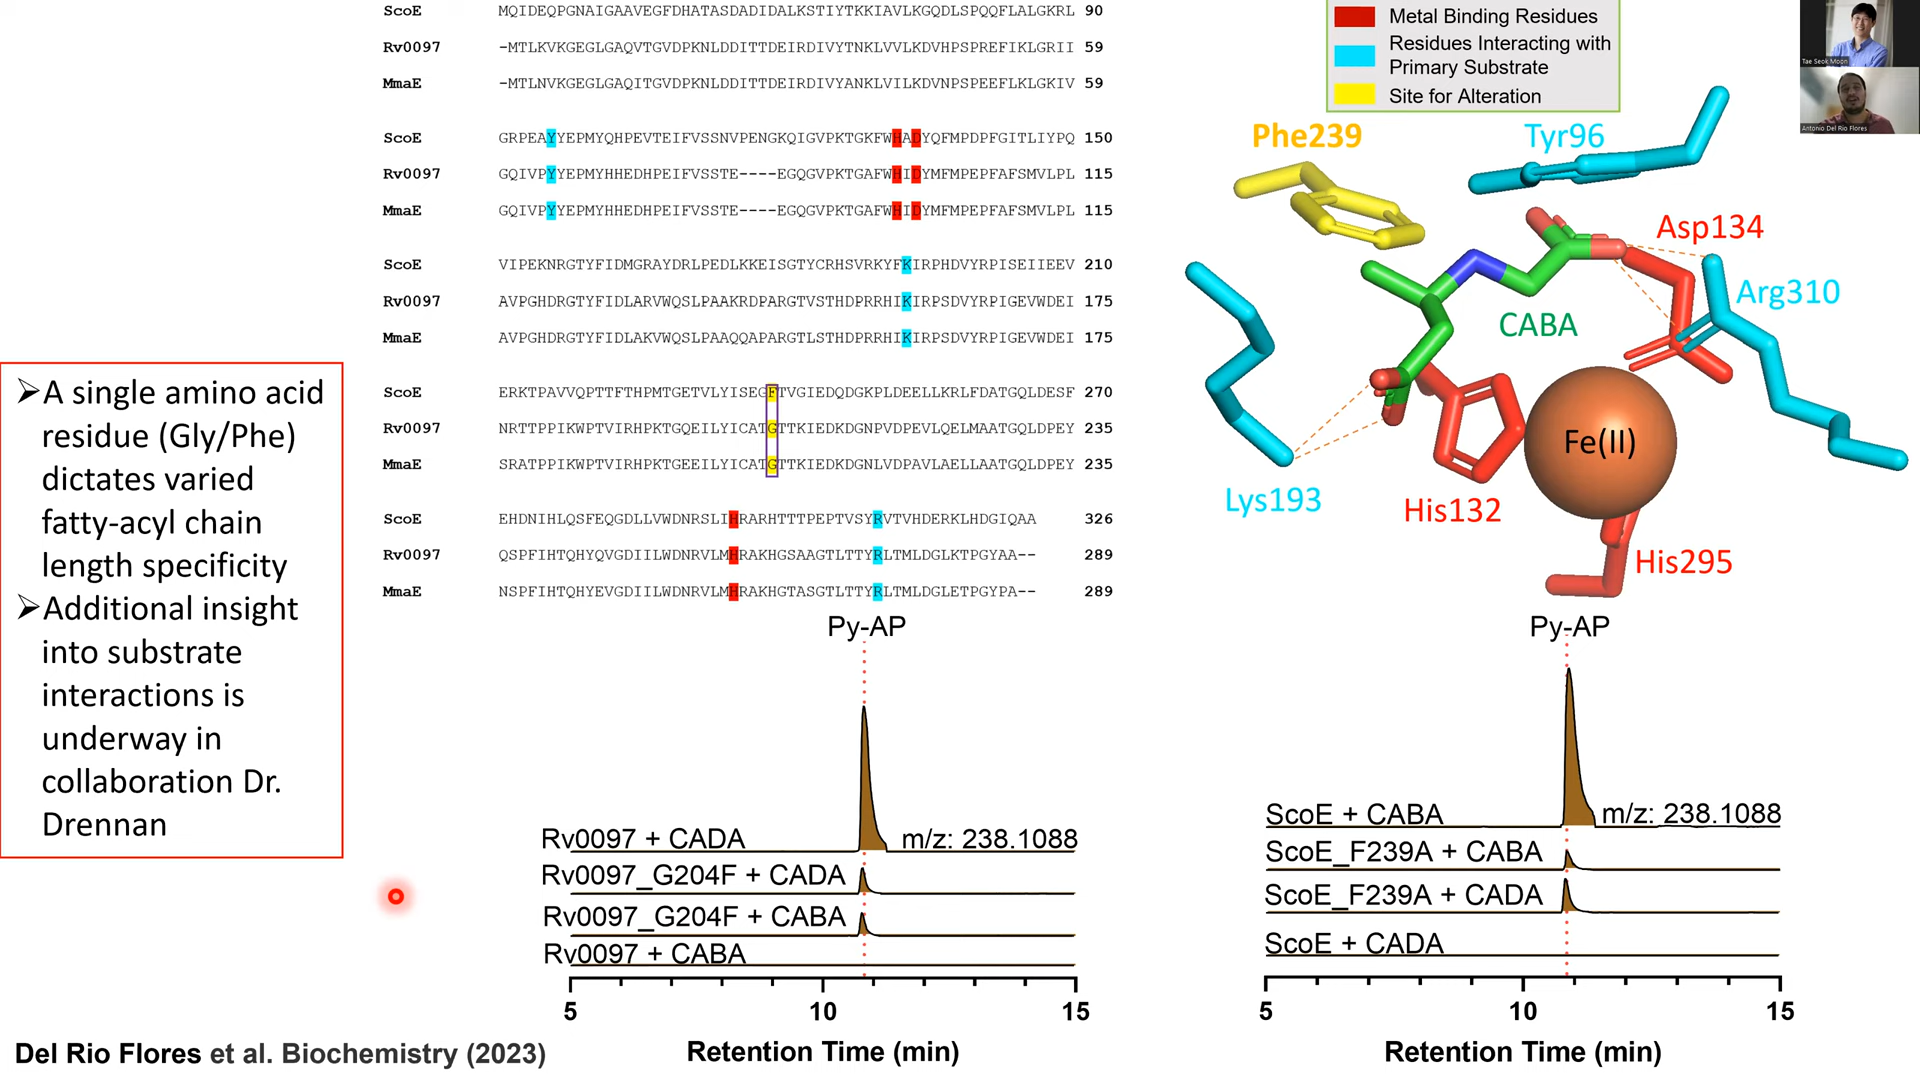 ScoE MQIDEQPGNAIGAAVEGFDHATASDADIDALKSTIYTKKIAVLKGQDLSPQQFLALGKRL 90
Rv0097 -MTLKVKGEGLGAQVTGVDPKNLDDITTDEIRDIVYTNKLVVLKDVHPSPREFIKLGRII 59
MmaE -MTLNVKGEGLGAQITGVDPKNLDDITTDEIRDIVYANKLVILKDVNPSPEEFLKLGKIV 59
ScoE GRPEAYYEPMYQHPEVTEIFVSSNVPENGKQIGVPKTGKFWHADYQFMPDPFGITLIYPQ 150
Rv0097 GQIVPYYEPMYHHEDHPEIFVSSTE----EGQGVPKTGAFWHIDYMFMPEPFAFSMVLPL 115
MmaE GQIVPYYEPMYHHEDHPEIFVSSTE----EGQGVPKTGAFWHIDYMFMPEPFAFSMVLPL 115
ScoE VIPEKNRGTYFIDMGRAYDRLPEDLKKEISGTYCRHSVRKYFKIRPHDVYRPISEIIEEV 210
Rv0097 AVPGHDRGTYFIDLARVWQSLPAAKRDPARGTVSTHDPRRHIKIRPSDVYRPIGEVWDEI 175
MmaE AVPGHDRGTYFIDLAKVWQSLPAAQQAPARGTLSTHDPRRHIKIRPSDVYRPIGEVWDEI 175
ScoE ERKTPAVVQPTTFTHPMTGETVLYISEGFTVGIEDQDGKPLDEELLKRLFDATGQLDESF 270
Rv0097 NRTTPPIKWPTVIRHPKTGQEILYICATGTTKIEDKDGNPVDPEVLQELMAATGQLDPEY 235
MmaE SRATPPIKWPTVIRHPKTGEEILYICATGTTKIEDKDGNLVDPAVLAELLAATGQLDPEY 235
ScoE EHDNIHLQSFEQGDLLVWDNRSLIHRARHTTTPEPTVSYRVTVHDERKLHDGIQAA 326
Rv0097 QSPFIHTQHYQVGDIILWDNRVLMHRAKHGSAAGTLTTYRLTMLDGLKTPGYAA-- 289
MmaE NSPFIHTQHYEVGDIILWDNRVLMHRAKHGTASGTLTTYRLTMLDGLETPGYPA-- 289
Metal Binding Residues
Residues Interacting with
Primary Substrate
Site for Alteration
Tae Seok Moon
Antonio Del Rio Flores
Phe239
Tyr96
Asp134
Arg310
CABA
Fe(II)
Lys193
His132
His295
➢A single amino acid
residue (Gly/Phe)
dictates varied
fatty-acyl chain
length specificity
➢Additional insight
into substrate
interactions is
underway in
collaboration Dr.
Drennan
Py-AP
Rv0097 + CADA m/z: 238.1088
Rv0097_G204F + CADA
Rv0097_G204F + CABA
Rv0097 + CABA
5 10 15
Retention Time (min)
Py-AP
ScoE + CABA m/z: 238.1088
ScoE_F239A + CABA
ScoE_F239A + CADA
ScoE + CADA
5 10 15
Retention Time (min)
Del Rio Flores et al. Biochemistry (2023)